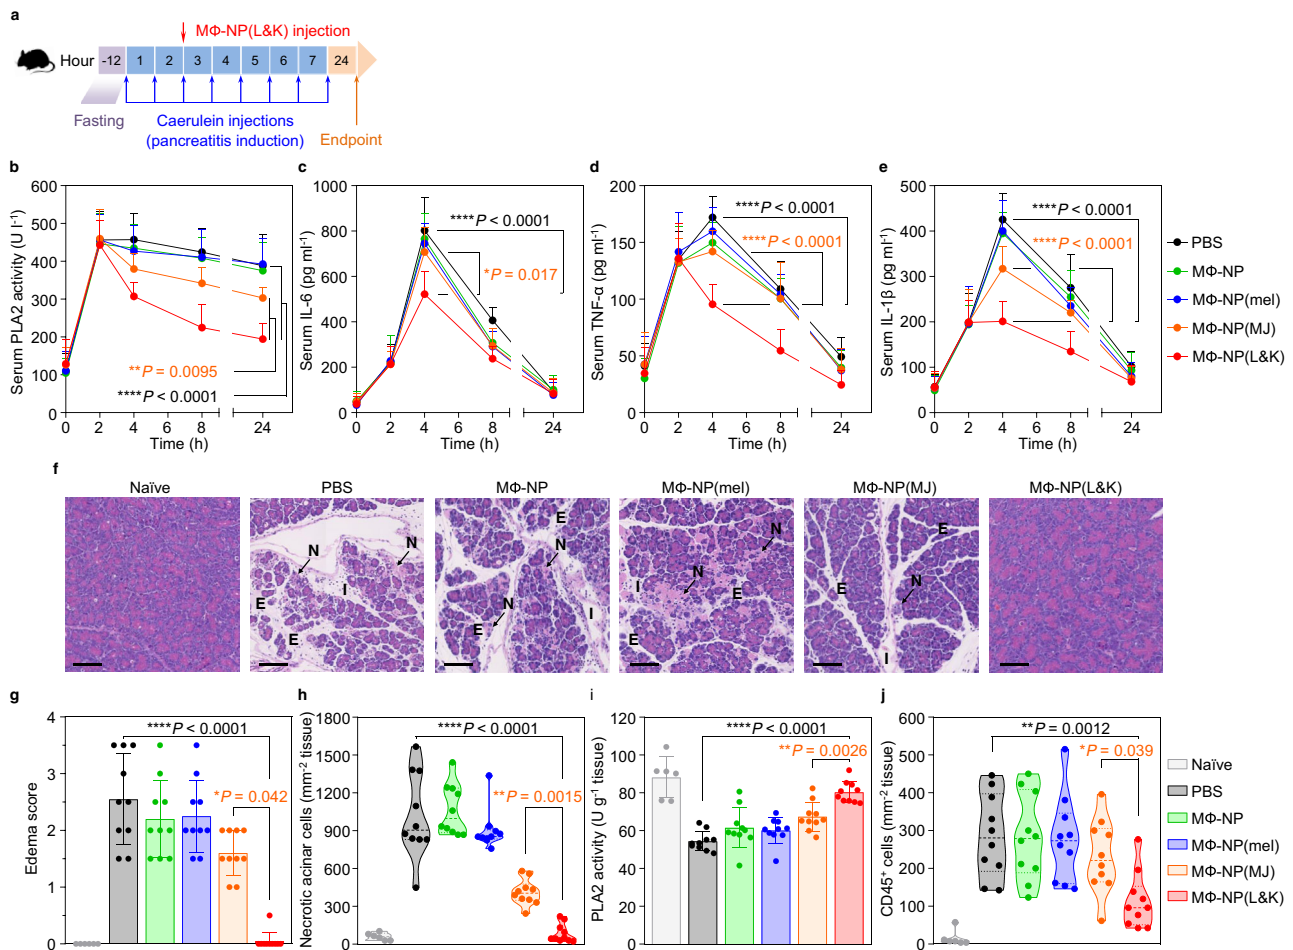 a
MΦ-NP(L&K) injection
Hour
-12 1 2 3 4 5 6 7 24
Fasting
Caerulein injections
(pancreatitis induction)
Endpoint
b
Serum PLA2 activity (U l⁻¹)
600
500
400
300
200
100
0
**P = 0.0095
****P < 0.0001
0 2 4 8 24
Time (h)
c
Serum IL-6 (pg ml⁻¹)
1000
800
600
400
200
0
****P < 0.0001
*P = 0.017
0 2 4 8 24
Time (h)
d
Serum TNF-α (pg ml⁻¹)
200
150
100
50
0
****P < 0.0001
****P < 0.0001
0 2 4 8 24
Time (h)
e
Serum IL-1β (pg ml⁻¹)
500
400
300
200
100
0
****P < 0.0001
****P < 0.0001
0 2 4 8 24
Time (h)
PBS
MΦ-NP
MΦ-NP(mel)
MΦ-NP(MJ)
MΦ-NP(L&K)
f
Naïve
PBS
MΦ-NP
MΦ-NP(mel)
MΦ-NP(MJ)
MΦ-NP(L&K)
N N I E E
E N N E I
N N I E E
E N E I
g
Edema score
4
3
2
1
0
****P < 0.0001
*P = 0.042
h
Necrotic acinar cells (mm⁻² tissue)
1800
1500
1200
900
600
300
0
****P < 0.0001
**P = 0.0015
i
PLA2 activity (U g⁻¹ tissue)
120
100
80
60
40
20
0
****P < 0.0001
**P = 0.0026
j
CD45⁺ cells (mm⁻² tissue)
600
500
400
300
200
100
0
**P = 0.0012
*P = 0.039
Naïve
PBS
MΦ-NP
MΦ-NP(mel)
MΦ-NP(MJ)
MΦ-NP(L&K)